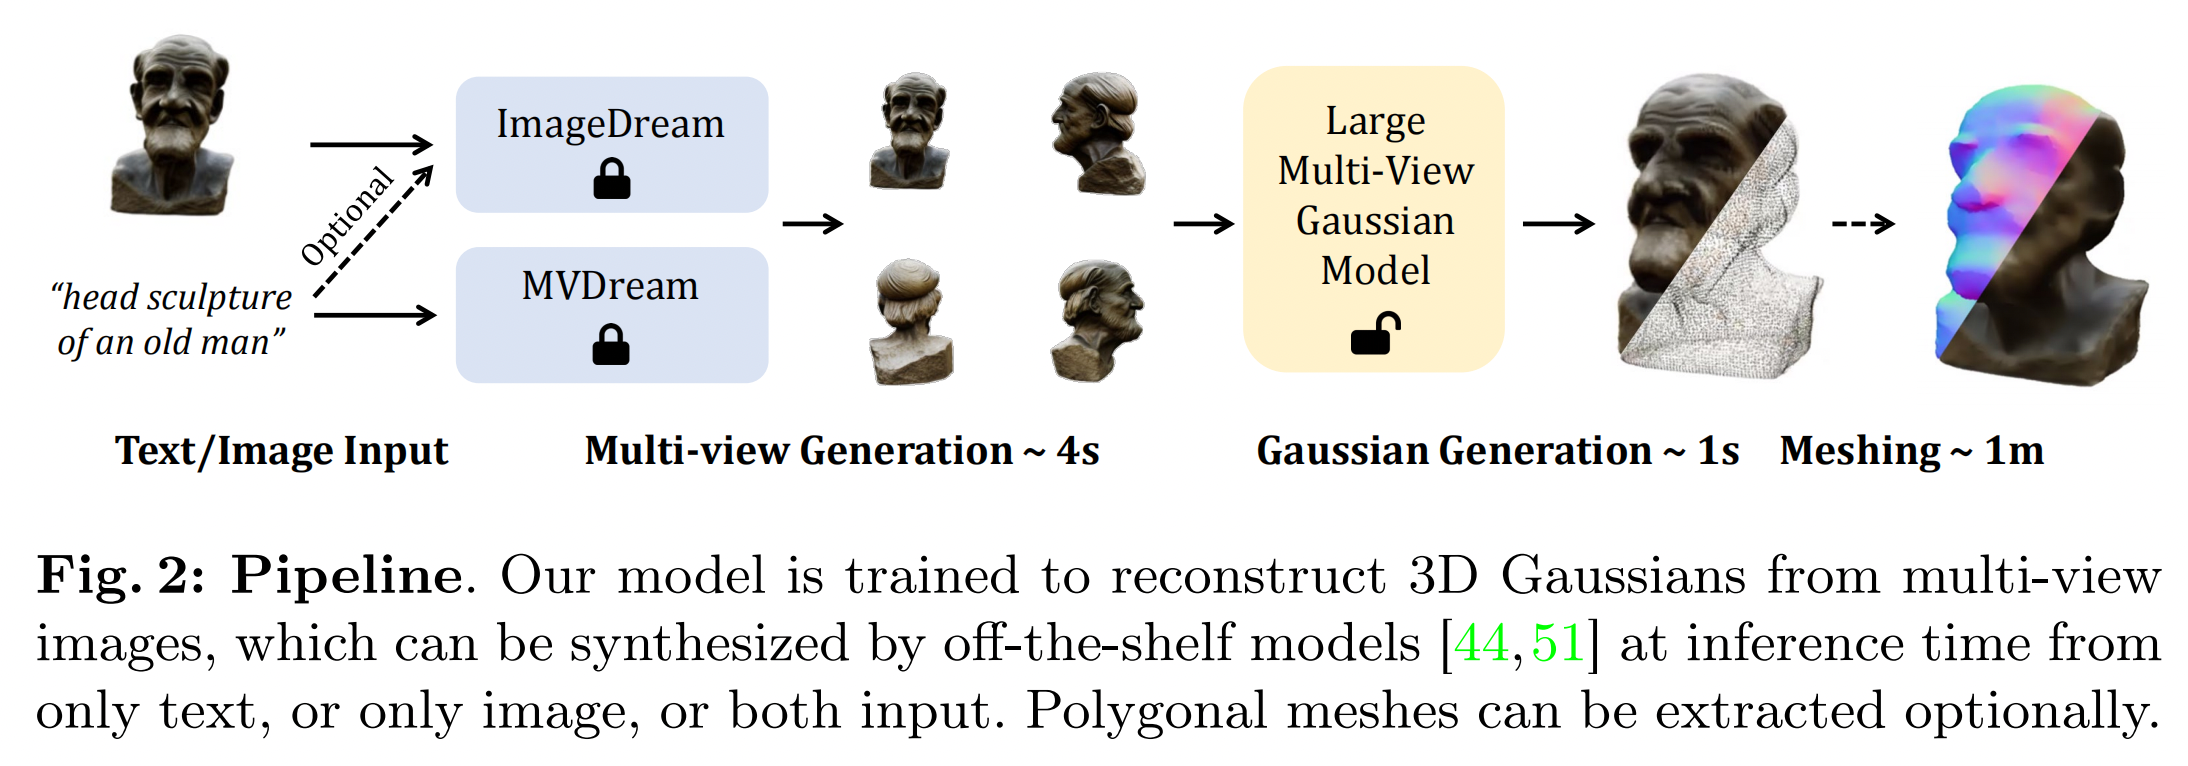 ImageDream
Optional
MVDream
“head sculpture
of an old man”
Large
Multi-View
Gaussian
Model
Text/Image Input
Multi-view Generation ~ 4s
Gaussian Generation ~ 1s
Meshing ~ 1m
Fig. 2: Pipeline. Our model is trained to reconstruct 3D Gaussians from multi-view
images, which can be synthesized by off-the-shelf models [44,51] at inference time from
only text, or only image, or both input. Polygonal meshes can be extracted optionally.